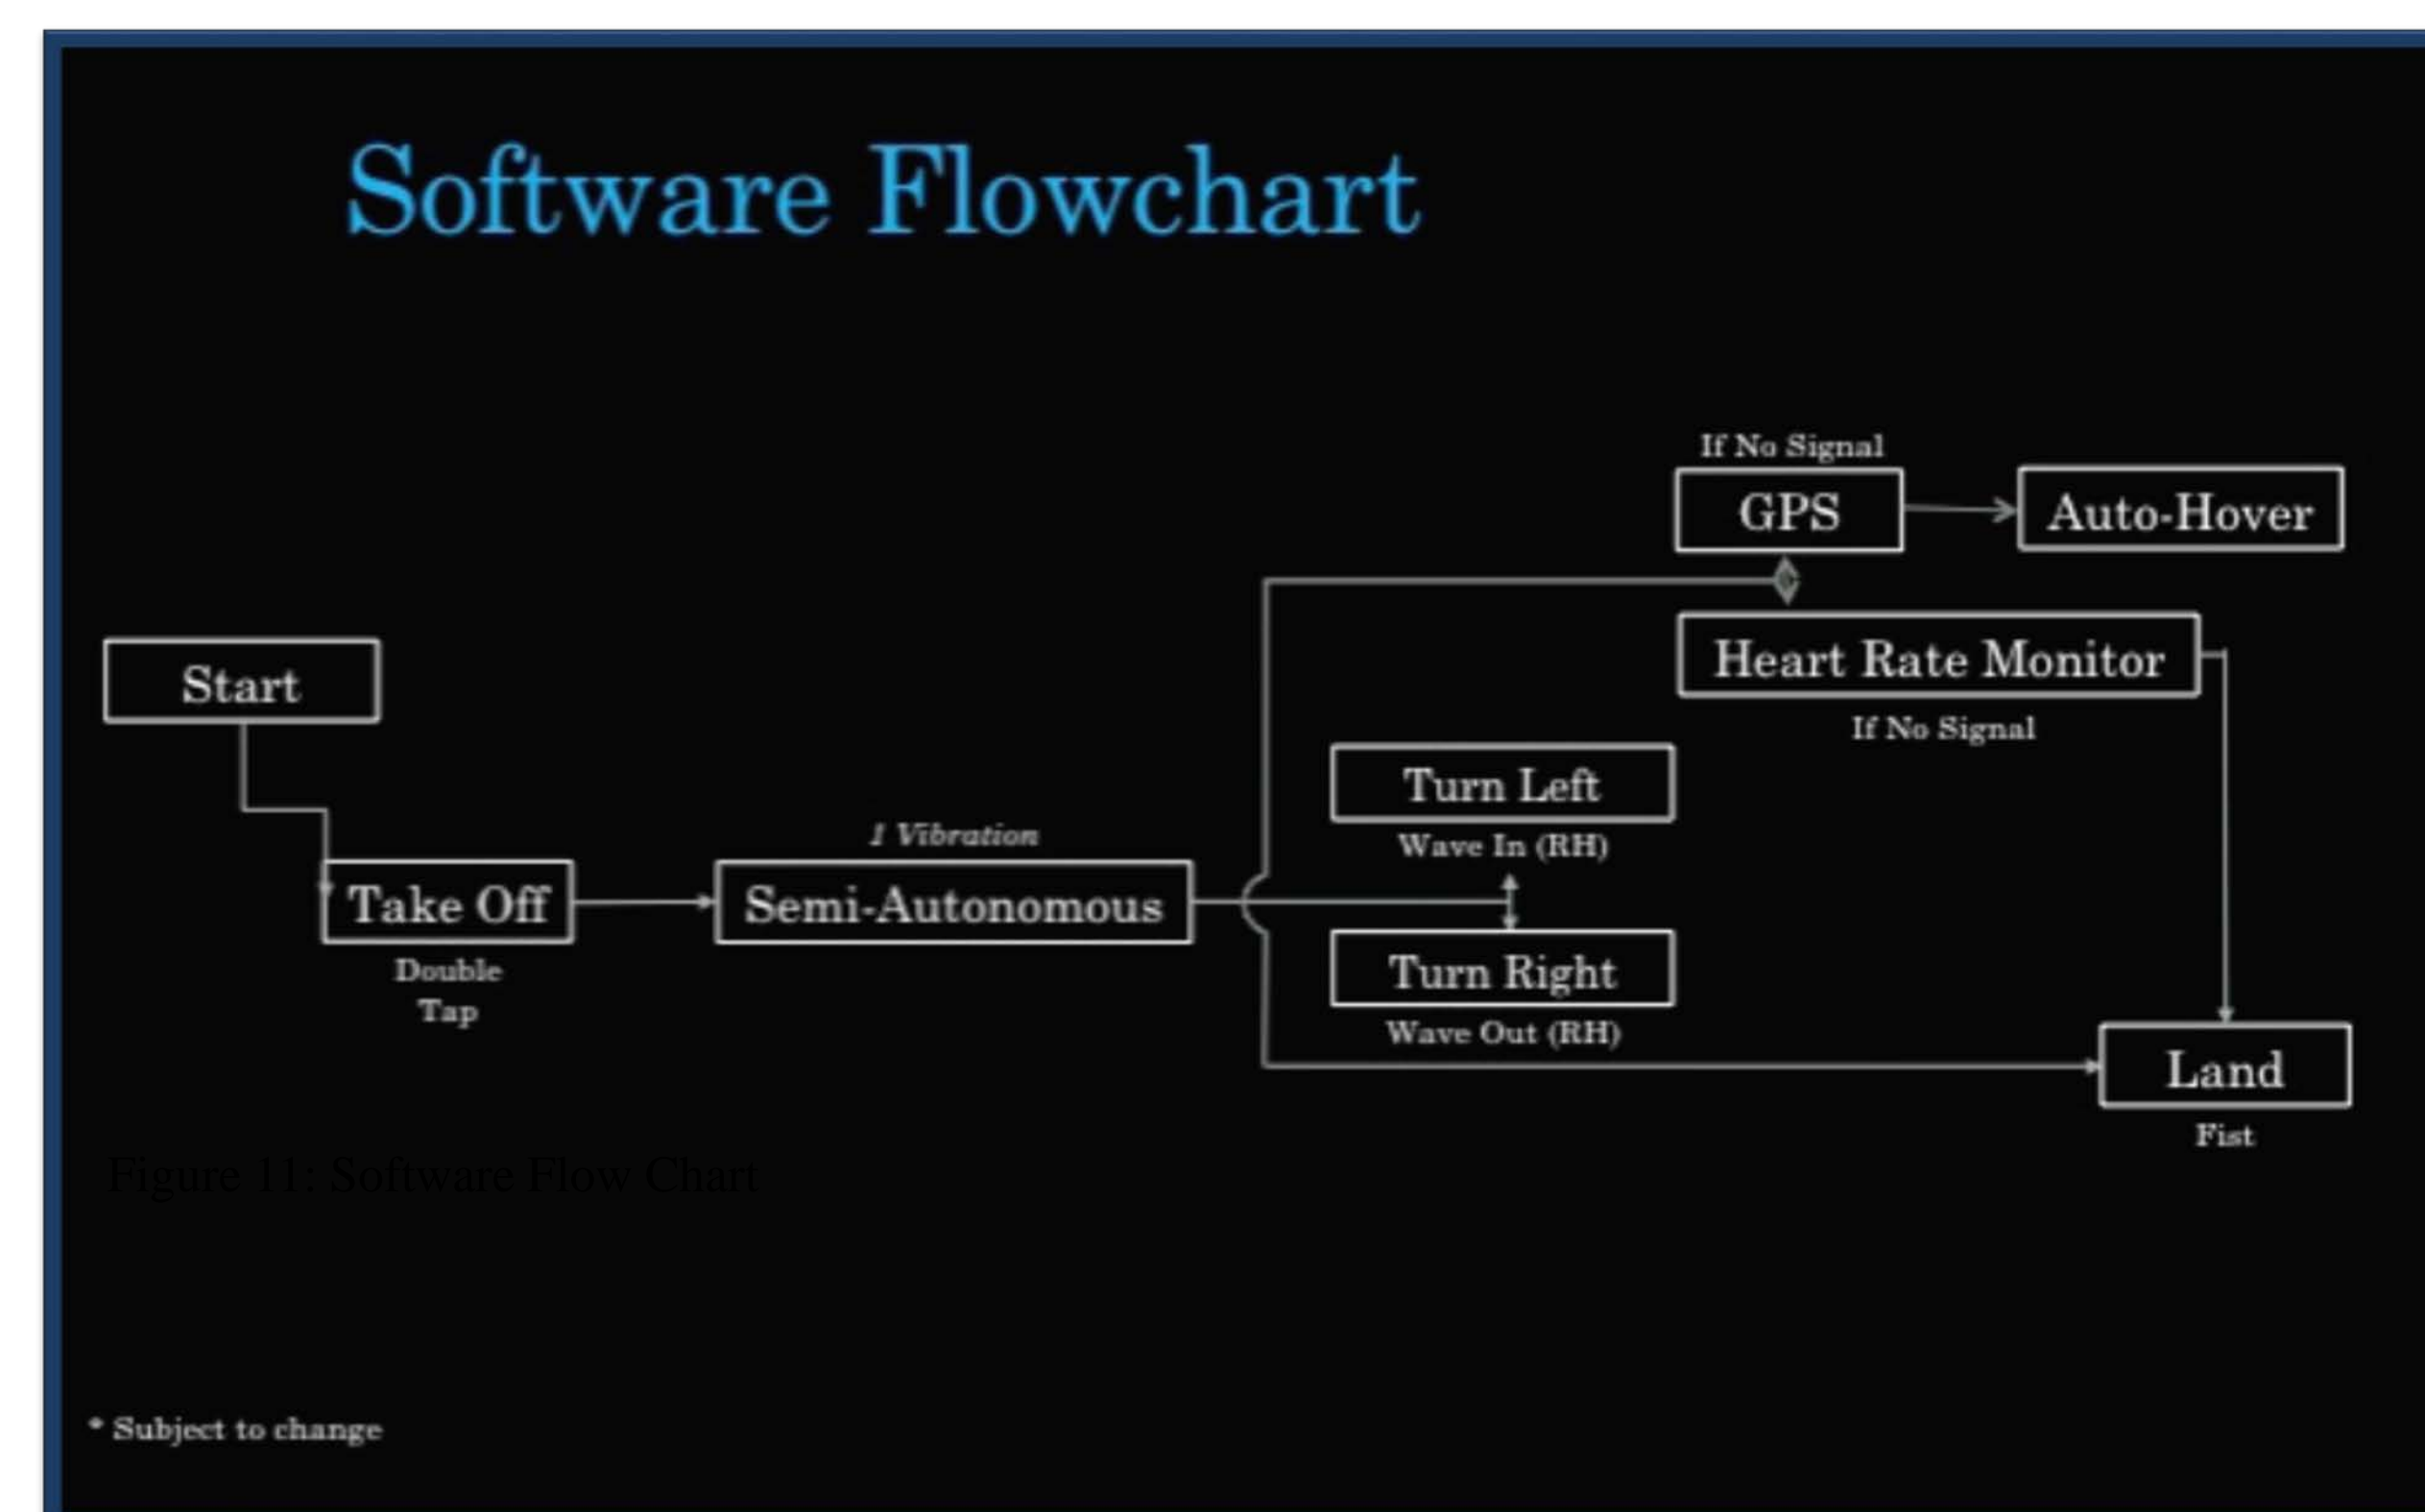 Software Flowchart
If No Signal
GPS
Auto-Hover
Start
Heart Rate Monitor
If No Signal
Turn Left
1 Vibration
Wave In (RH)
Take Off
Semi-Autonomous
Double
Tap
Turn Right
Wave Out (RH)
Land
Fist
Figure 11: Software Flow Chart
* Subject to change